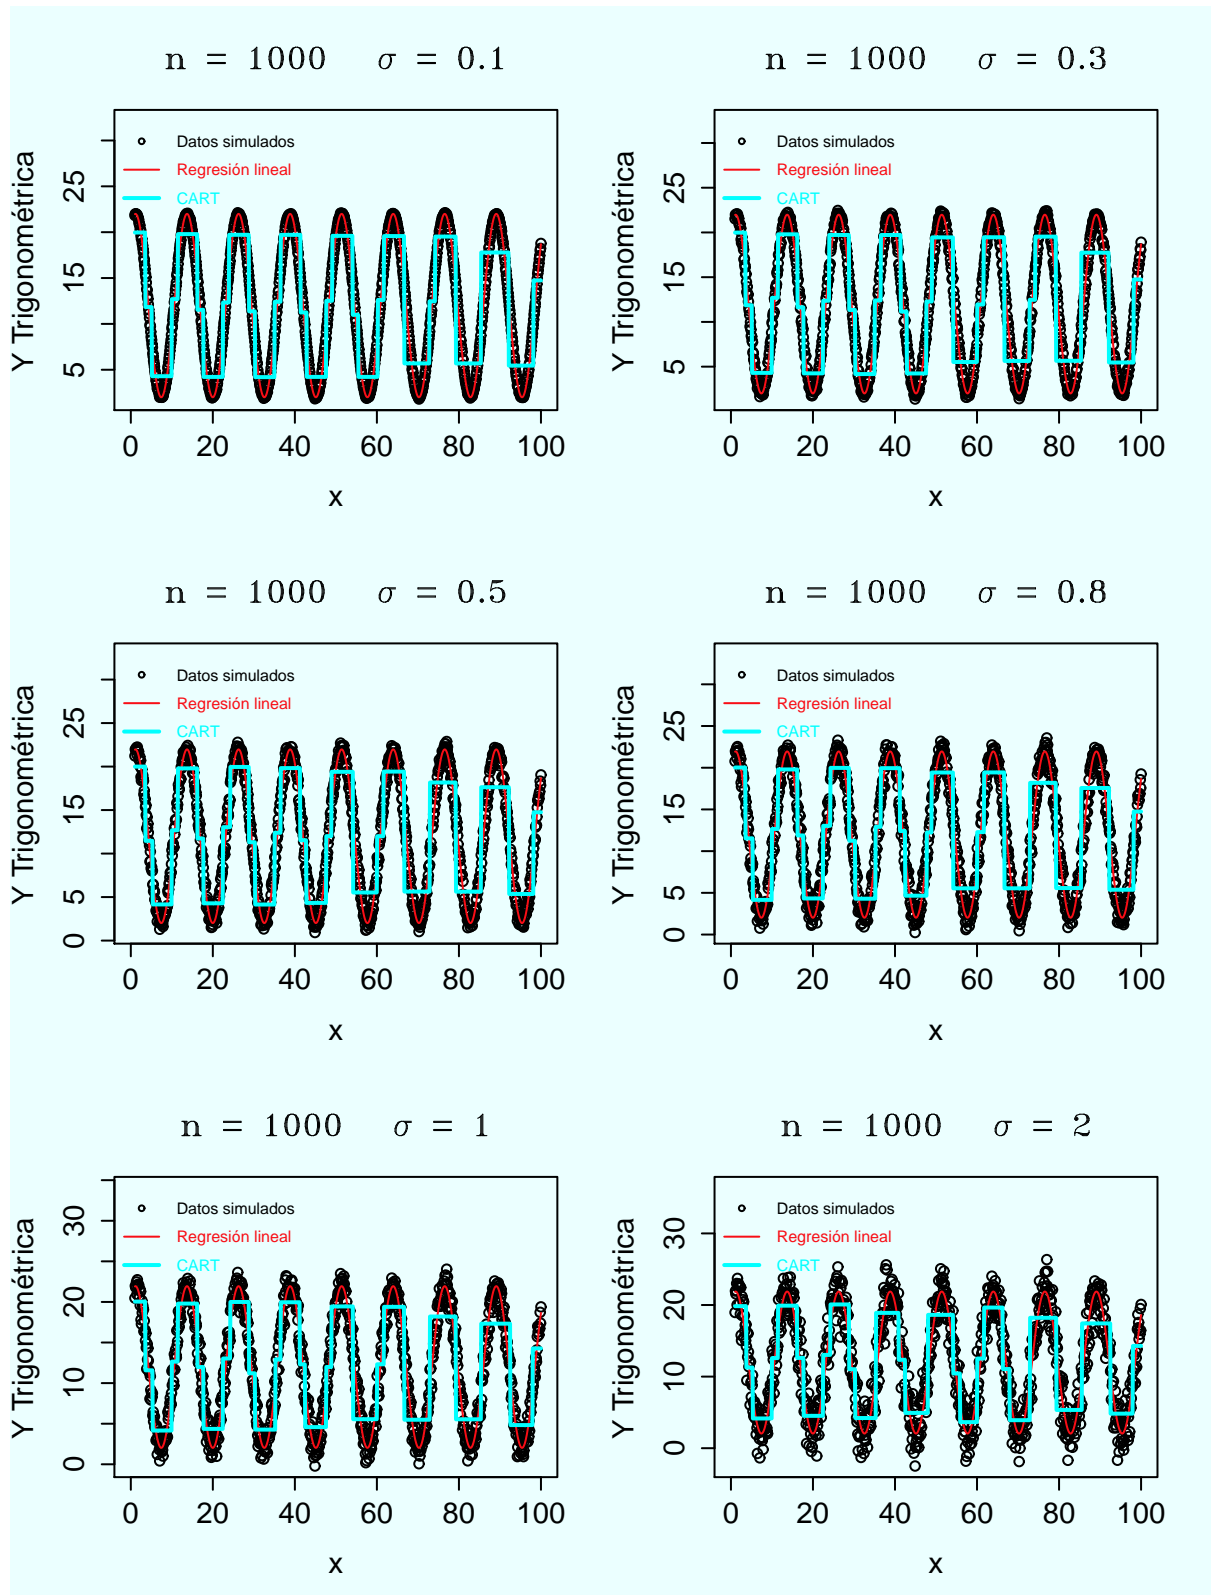 n = 1000 σ = 0.1
Y Trigonométrica
5 15 25
Datos simulados
Regresión lineal
CART
0 20 40 60 80 100
x
n = 1000 σ = 0.3
Y Trigonométrica
5 15 25
Datos simulados
Regresión lineal
CART
0 20 40 60 80 100
x
n = 1000 σ = 0.5
Y Trigonométrica
0 5 15 25
Datos simulados
Regresión lineal
CART
0 20 40 60 80 100
x
n = 1000 σ = 0.8
Y Trigonométrica
0 5 15 25
Datos simulados
Regresión lineal
CART
0 20 40 60 80 100
x
n = 1000 σ = 1
Y Trigonométrica
0 10 20 30
Datos simulados
Regresión lineal
CART
0 20 40 60 80 100
x
n = 1000 σ = 2
Y Trigonométrica
0 10 20 30
Datos simulados
Regresión lineal
CART
0 20 40 60 80 100
x